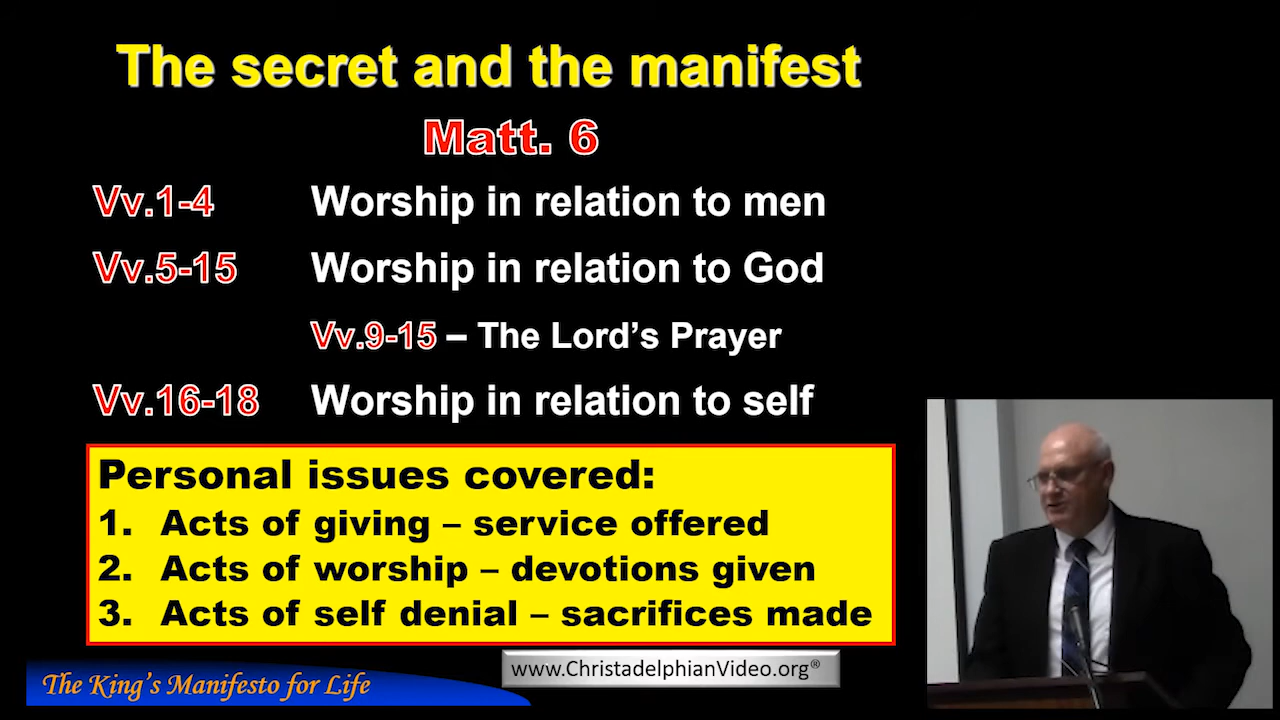 The secret and the manifest
Matt. 6
Vv.1-4 Worship in relation to men
Vv.5-15 Worship in relation to God
Vv.9-15 – The Lord’s Prayer
Vv.16-18 Worship in relation to self
Personal issues covered:
1. Acts of giving – service offered
2. Acts of worship – devotions given
3. Acts of self denial – sacrifices made
The King’s Manifesto for Life
www.ChristadelphianVideo.org®